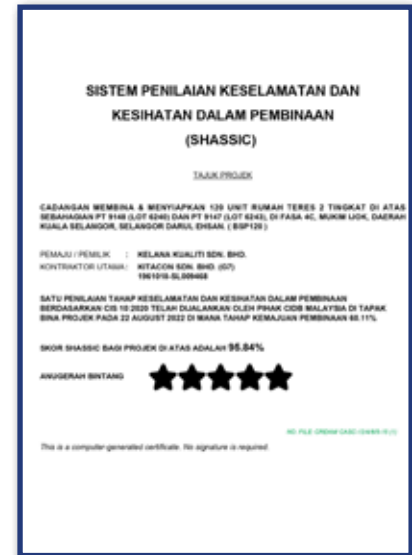 SISTEM PENILAIAN KESELAMATAN DAN
KESIHATAN DALAM PEMBINAAN
(SHASSIC)
TAJUK PROJEK
CADANGAN MEMBINA & MENYIAPKAN 120 UNIT RUMAH TERES 2 TINGKAT DI ATAS
SEBAHAGIAN PT 9146 (LOT 6240) DAN PT 9147 (LOT 6243), DI FASA 4C, MUKIM IJOK, DAERAH
KUALA SELANGOR, SELANGOR DARUL EHSAN. ( BSP120 )
PEMAJU / PEMILIK : KELANA KUALITI SDN. BHD.
KONTRAKTOR UTAMA : KITACON SDN. BHD. (G7)
1961018-SL009468
SATU PENILAIAN TAHAP KESELAMATAN DAN KESIHATAN DALAM PEMBINAAN
BERDASARKAN CIS 10:2020 TELAH DIJALANKAN OLEH PIHAK CIDB MALAYSIA DI TAPAK
BINA PROJEK PADA 22 AUGUST 2022 DI MANA TAHAP KEMAJUAN PEMBINAAN 60.11%
SKOR SHASSIC BAGI PROJEK DI ATAS ADALAH 95.84%
ANUGERAH BINTANG
NO. FILE:
This is a computer-generated certificate. No signature is required.